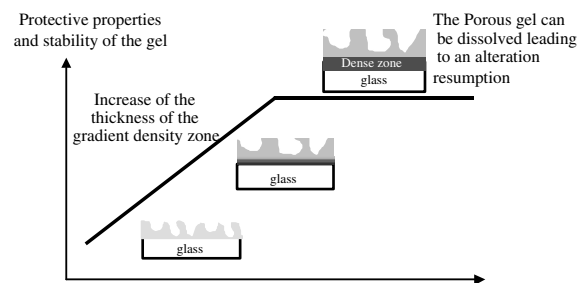 Protective properties
and stability of the gel
The Porous gel can
be dissolved leading
to an alteration
resumption
Dense zone
glass
Increase of the
thickness of the
gradient density zone
glass
glass